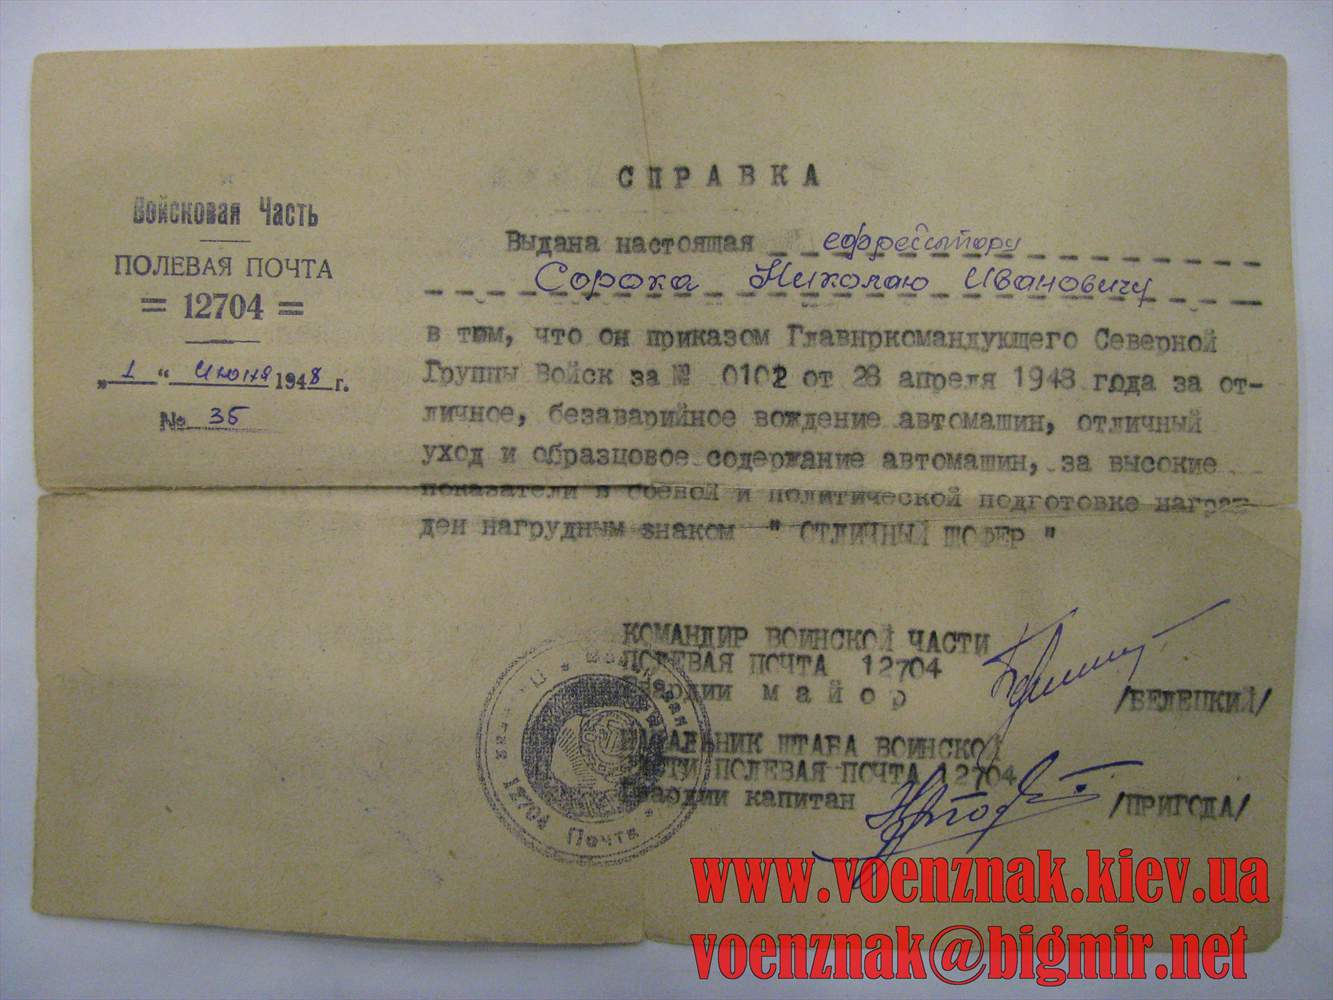 Войсковая Часть
ПОЛЕВАЯ ПОЧТА
= 12704 =
„ 1 “ Июня 1948 г.
№ 35
СПРАВКА
Выдана настоящая ефрейтору
Сороха Николаю Ивановичу
в том, что он приказом Главнркомандующего Северной
Группы Войск за № 0102 от 28 апреля 1948 года за от-
личное, безаварийное вождение автомашин, отличный
уход и образцовое содержание автомашин, за высокие
показатели в боевой и политической подготовке награж-
ден нагрудным знаком " ОТЛИЧНЫЙ ШОФЕР "
КОМАНДИР ВОИНСКОЙ ЧАСТИ
ПОЛЕВАЯ ПОЧТА 12704
Гвардии майор /БЕЛЕЦКИЙ/
НАЧАЛЬНИК ШТАБА ВОИНСКОЙ
ЧАСТИ ПОЛЕВАЯ ПОЧТА 12704
Гвардии капитан /ПРИГОДА/
12704 Почта
www.voenznak.kiev.ua
voenznak@bigmir.net